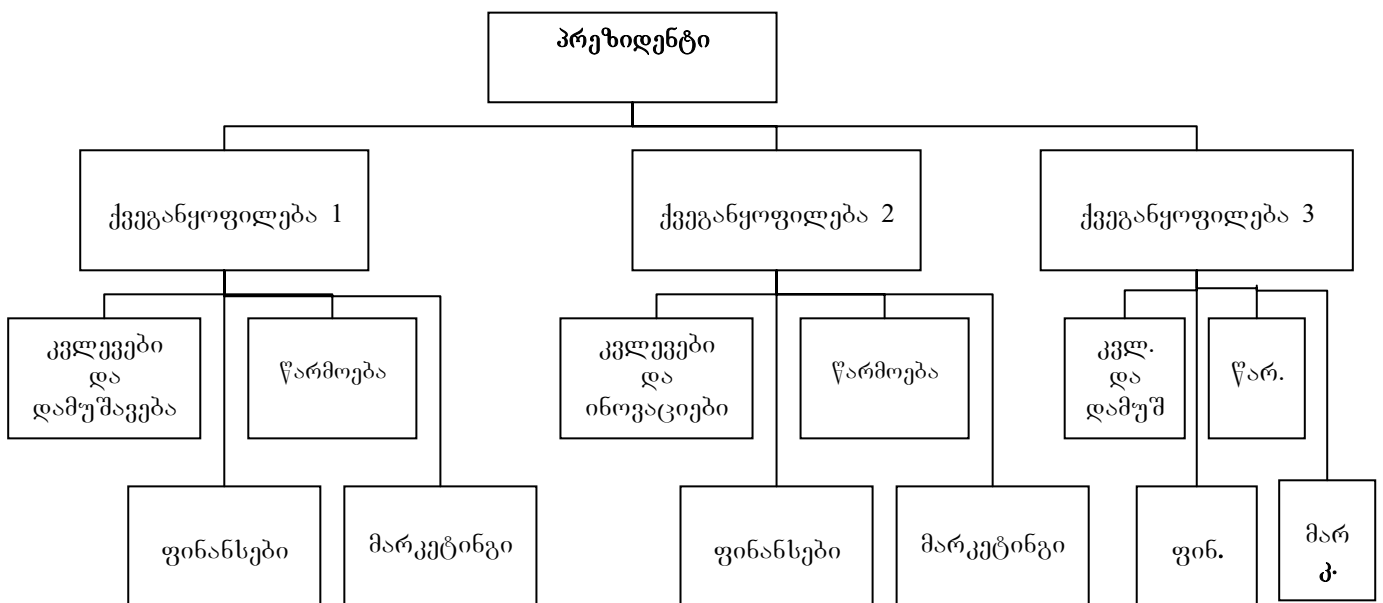 პრეზიდენტი
ქვეგანყოფილება 1
ქვეგანყოფილება 2
ქვეგანყოფილება 3
კვლევები
და
დამუშავება
წარმოება
კვლევები
და
ინოვაციები
წარმოება
კვლ.
და
დამუშ
წარ.
ფინანსები
მარკეტინგი
ფინანსები
მარკეტინგი
ფინ.
მარ
კ.